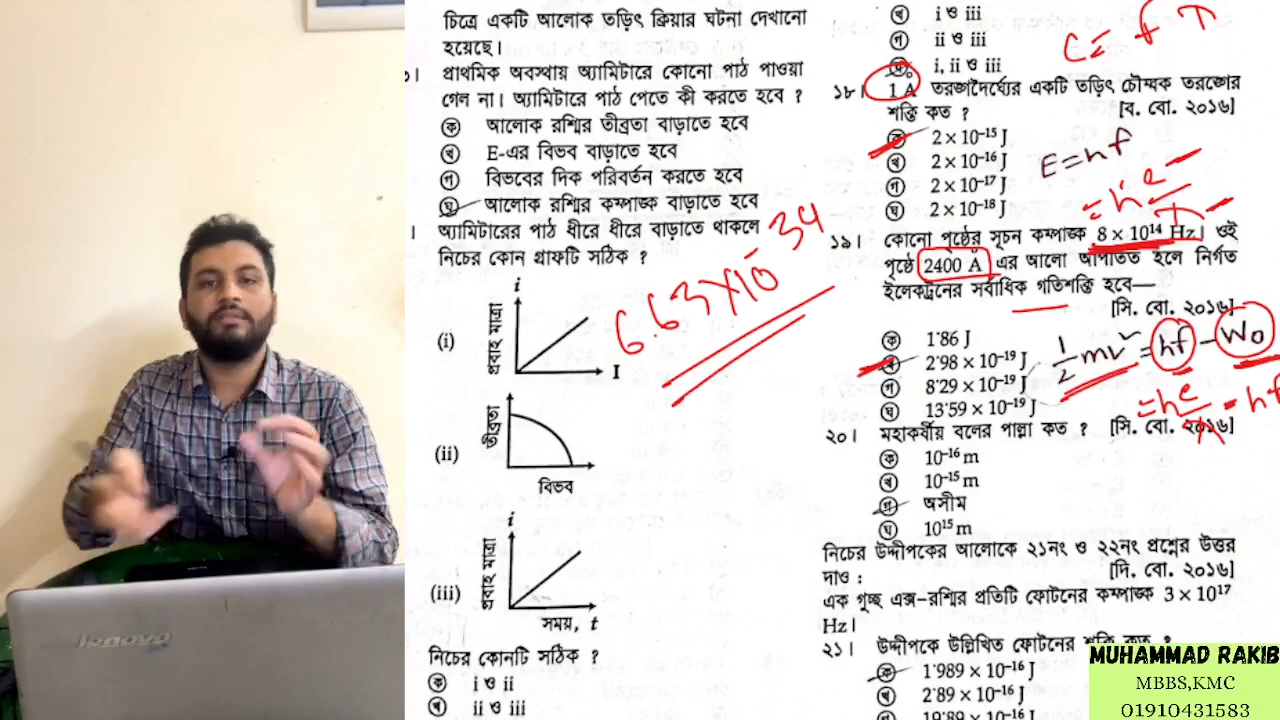 চিত্রে একটি আলোক তড়িৎ ক্রিয়ার ঘটনা দেখানো
হয়েছে।
। প্রাথমিক অবস্থায় অ্যামিটারে কোনো পাঠ পাওয়া
গেল না। অ্যামিটারে পাঠ পেতে কী করতে হবে ?
ক আলোক রশ্মির তীব্রতা বাড়াতে হবে
খ E-এর বিভব বাড়াতে হবে
গ বিভবের দিক পরিবর্তন করতে হবে
ঘ আলোক রশ্মির কম্পাঙ্ক বাড়াতে হবে
। অ্যামিটারের পাঠ ধীরে ধীরে বাড়াতে থাকলে
নিচের কোন গ্রাফটি সঠিক ?
6.63×10^-34
(i)
i
প্রবাহ মাত্রা
I
(ii)
তীব্রতা
বিভব
(iii)
i
প্রবাহ মাত্রা
সময়, t
নিচের কোনটি সঠিক ?
ক i ও ii
খ ii ও iii
খ i ও iii
গ ii ও iii
ঘ i, ii ও iii
১৮। 1 Å তরঙ্গদৈর্ঘ্যের একটি তড়িৎ চৌম্বক তরঙ্গের
শক্তি কত ? [ব. বো. ২০১৬]
ক 2 × 10⁻¹⁵ J
খ 2 × 10⁻¹⁶ J
গ 2 × 10⁻¹⁷ J
ঘ 2 × 10⁻¹⁸ J
E=hf
১৯। কোনো পৃষ্ঠের সূচন কম্পাঙ্ক 8 × 10¹⁴ Hz। ওই
পৃষ্ঠে 2400 Å এর আলো আপতিত হলে নির্গত
ইলেকট্রনের সর্বাধিক গতিশক্তি হবে—
[সি. বো. ২০১৬]
ক 1·86 J
খ 2·98 × 10⁻¹⁹ J
গ 8·29 × 10⁻¹⁹ J
ঘ 13·59 × 10⁻¹⁹ J
1/2 mv² = hf - W0
২০। মহাকর্ষীয় বলের পাল্লা কত ? [সি. বো. ২০১৬]
ক 10⁻¹⁶ m
খ 10⁻¹⁵ m
গ অসীম
ঘ 10¹⁵ m
নিচের উদ্দীপকের আলোকে ২১নং ও ২২নং প্রশ্নের উত্তর
দাও : [দি. বো. ২০১৬]
এক গুচ্ছ এক্স-রশ্মির প্রতিটি ফোটনের কম্পাঙ্ক 3 × 10¹⁷
Hz।
২১। উদ্দীপকে উল্লিখিত ফোটনের শক্তি কত ?
ক 1·989 × 10⁻¹⁶ J
খ 2·89 × 10⁻¹⁶ J
lenovo
MUHAMMAD RAKIB
MBBS,KMC
01910431583